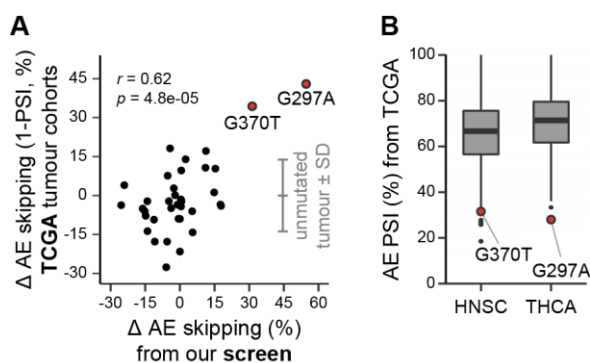 A
Δ AE skipping (1-PSI, %)
TCGA tumour cohorts
45
30
15
0
-15
-30
r = 0.62
p = 4.8e-05
G297A
G370T
unmutated
tumour ± SD
-30 -15 0 15 30 45 60
Δ AE skipping (%)
from our screen
B
AE PSI (%) from TCGA
100
80
60
40
20
0
G370T
G297A
HNSC THCA